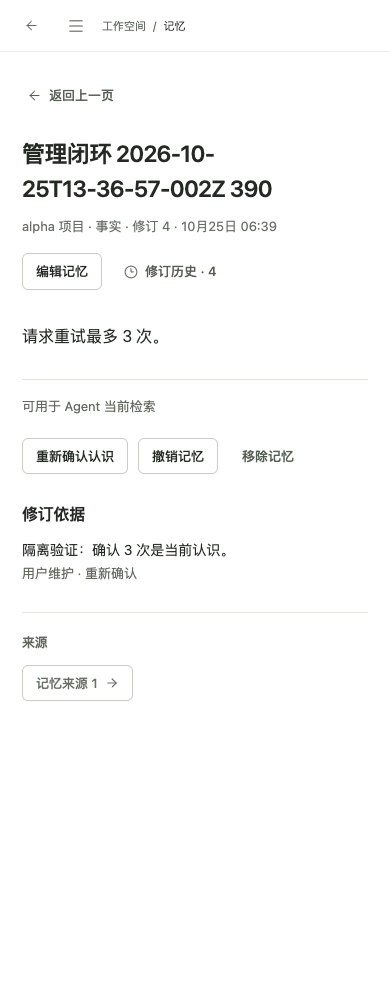 工作空间 / 记忆
返回上一页
管理闭环 2026-10-
25T13-36-57-002Z 390
alpha 项目 · 事实 · 修订 4 · 10月25日 06:39
编辑记忆
修订历史 · 4
请求重试最多 3 次。
可用于 Agent 当前检索
重新确认认识
撤销记忆
移除记忆
修订依据
隔离验证：确认 3 次是当前认识。
用户维护 · 重新确认
来源
记忆来源 1